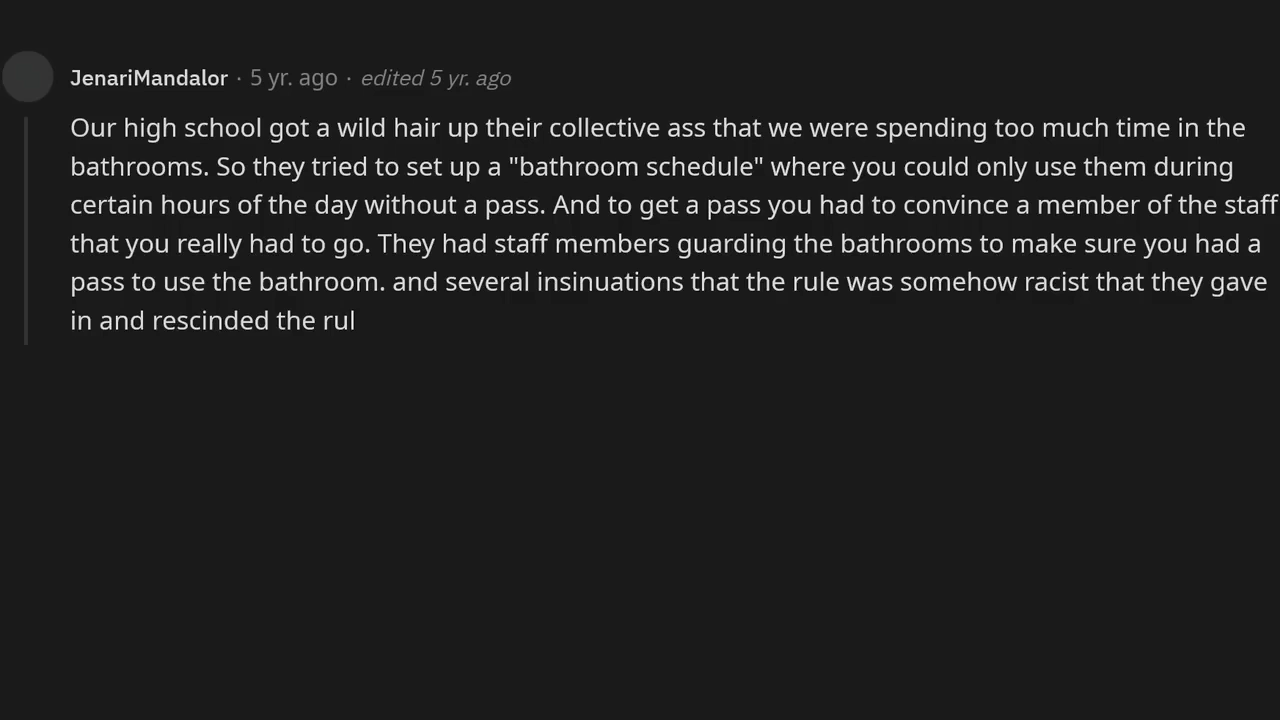 JenariMandalor · 5 yr. ago · edited 5 yr. ago
Our high school got a wild hair up their collective ass that we were spending too much time in the
bathrooms. So they tried to set up a "bathroom schedule" where you could only use them during
certain hours of the day without a pass. And to get a pass you had to convince a member of the staff
that you really had to go. They had staff members guarding the bathrooms to make sure you had a
pass to use the bathroom. and several insinuations that the rule was somehow racist that they gave
in and rescinded the rul